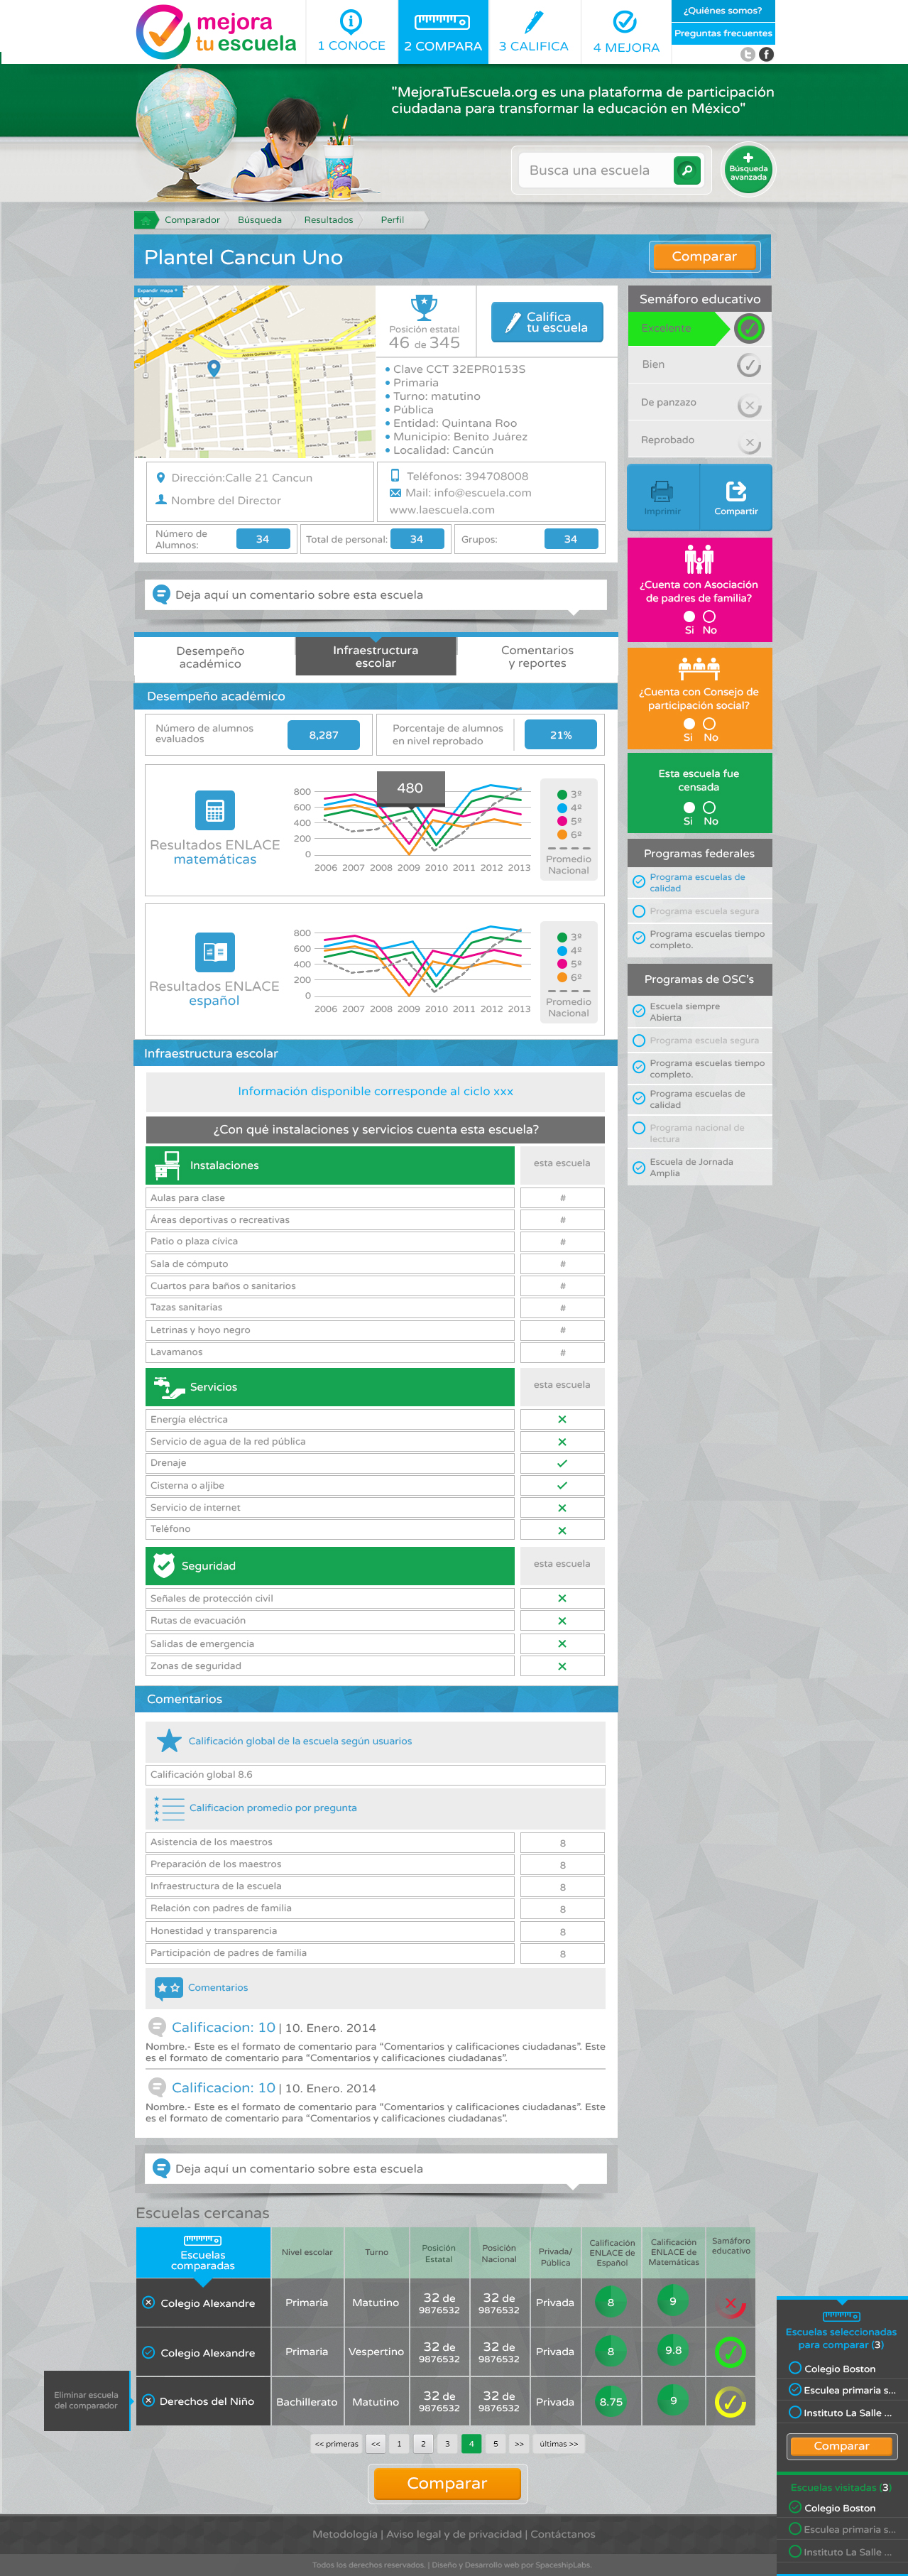 mejora
tu escuela
1 CONOCE
2 COMPARA
3 CALIFICA
4 MEJORA
¿Quiénes somos?
Preguntas frecuentes
"MejoraTuEscuela.org es una plataforma de participación
ciudadana para transformar la educación en México"
Busca una escuela
Búsqueda
avanzada
Comparador
Búsqueda
Resultados
Perfil
Plantel Cancun Uno
Comparar
Expandir mapa
Posición estatal
46 de 345
Califica
tu escuela
Clave CCT 32EPR0153S
Primaria
Turno: matutino
Pública
Entidad: Quintana Roo
Municipio: Benito Juárez
Localidad: Cancún
Dirección:Calle 21 Cancun
Nombre del Director
Teléfonos: 394708008
Mail: info@escuela.com
www.laescuela.com
Número de
Alumnos:
34
Total de personal:
34
Grupos:
34
Semáforo educativo
Excelente
Bien
De panzazo
Reprobado
Imprimir
Compartir
¿Cuenta con Asociación
de padres de familia?
Si No
¿Cuenta con Consejo de
participación social?
Si No
Esta escuela fue
censada
Si No
Programas federales
Programa escuelas de
calidad
Programa escuela segura
Programa escuelas tiempo
completo.
Programas de OSC's
Escuela siempre
Abierta
Programa escuela segura
Programa escuelas tiempo
completo.
Programa escuelas de
calidad
Programa nacional de
lectura
Escuela de Jornada
Amplia
Deja aqui un comentario sobre esta escuela
Desempeño
académico
Infraestructura
escolar
Comentarios
y reportes
Desempeño académico
Número de alumnos
evaluados
8,287
Porcentaje de alumnos
en nivel reprobado
21%
Resultados ENLACE
matemáticas
800
600
400
200
0
480
2006 2007 2008 2009 2010 2011 2012 2013
3º
4º
5º
6º
Promedio
Nacional
Resultados ENLACE
español
800
600
400
200
0
2006 2007 2008 2009 2010 2011 2012 2013
3º
4º
5º
6º
Promedio
Nacional
Infraestructura escolar
Información disponible corresponde al ciclo xxx
¿Con qué instalaciones y servicios cuenta esta escuela?
Instalaciones
esta escuela
Aulas para clase #
Áreas deportivas o recreativas #
Patio o plaza cívica #
Sala de cómputo #
Cuartos para baños o sanitarios #
Tazas sanitarias #
Letrinas y hoyo negro #
Lavamanos #
Servicios
esta escuela
Energía eléctrica
Servicio de agua de la red pública
Drenaje
Cisterna o aljibe
Servicio de internet
Teléfono
Seguridad
esta escuela
Señales de protección civil
Rutas de evacuación
Salidas de emergencia
Zonas de seguridad
Comentarios
Calificación global de la escuela según usuarios
Calificación global 8.6
Calificacion promedio por pregunta
Asistencia de los maestros 8
Preparación de los maestros 8
Infraestructura de la escuela 8
Relación con padres de familia 8
Honestidad y transparencia 8
Participación de padres de familia 8
Comentarios
Calificacion: 10 | 10. Enero. 2014
Nombre.- Este es el formato de comentario para “Comentarios y calificaciones ciudadanas”. Este
es el formato de comentario para “Comentarios y calificaciones ciudadanas”.
Calificacion: 10 | 10. Enero. 2014
Nombre.- Este es el formato de comentario para “Comentarios y calificaciones ciudadanas”. Este
es el formato de comentario para “Comentarios y calificaciones ciudadanas”.
Deja aquí un comentario sobre esta escuela
Escuelas cercanas
Escuelas
comparadas
Nivel escolar
Turno
Posición
Estatal
Posición
Nacional
Privada/
Pública
Calificación
ENLACE de
Español
Calificación
ENLACE de
Matemáticas
Samáforo
educativo
Colegio Alexandre
Primaria
Matutino
32 de
9876532
32 de
9876532
Privada
8
9
Colegio Alexandre
Primaria
Vespertino
32 de
9876532
32 de
9876532
Privada
8
9.8
Eliminar escuela
del comparador
Derechos del Niño
Bachillerato
Matutino
32 de
9876532
32 de
9876532
Privada
8.75
9
<< primeras << 1 2 3 4 5 >> últimas >>
Comparar
Escuelas seleccionadas
para comparar (3)
Colegio Boston
Esculea primaria s...
Instituto La Salle ...
Comparar
Escuelas visitadas (3)
Colegio Boston
Esculea primaria s...
Instituto La Salle ...
Metodología | Aviso legal y de privacidad | Contáctanos
Todos los derechos reservados. | Diseño y Desarrollo web por SpaceshipLabs.